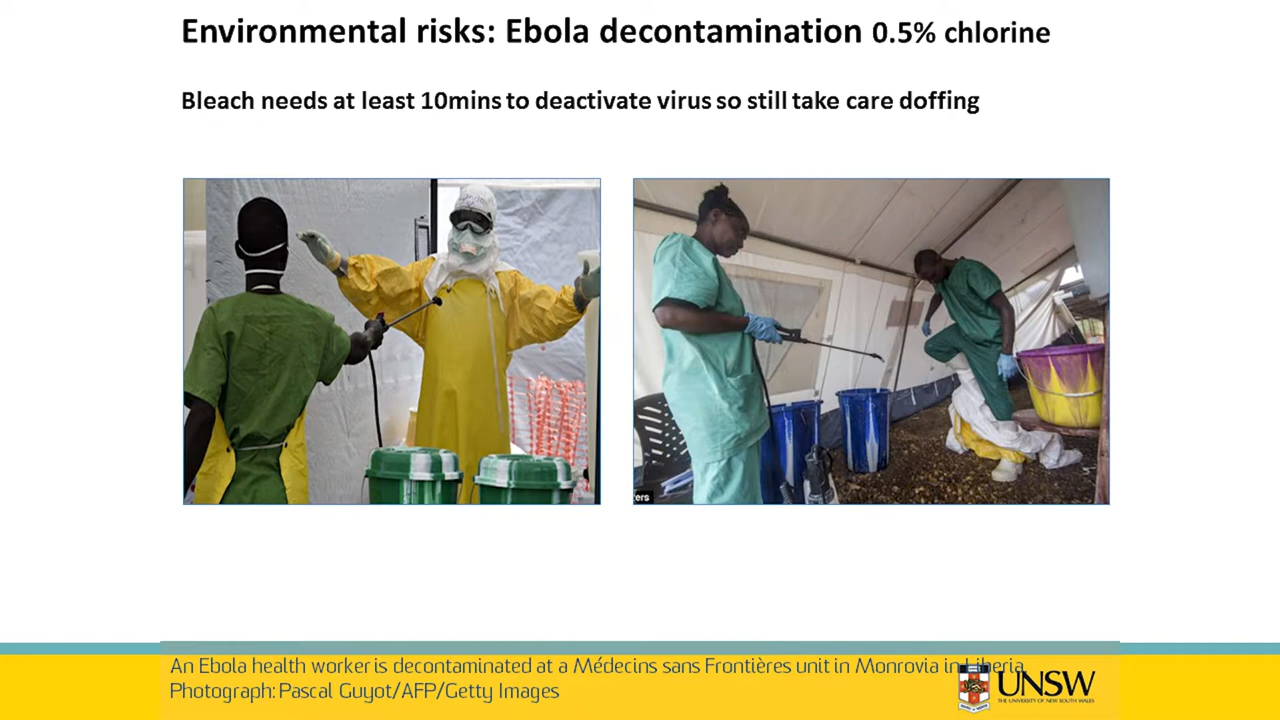 Environmental risks: Ebola decontamination 0.5% chlorine
Bleach needs at least 10mins to deactivate virus so still take care doffing
ters
An Ebola health worker is decontaminated at a Médecins sans Frontières unit in Monrovia in Liberia
Photograph: Pascal Guyot/AFP/Getty Images
UNSW
THE UNIVERSITY OF NEW SOUTH WALES